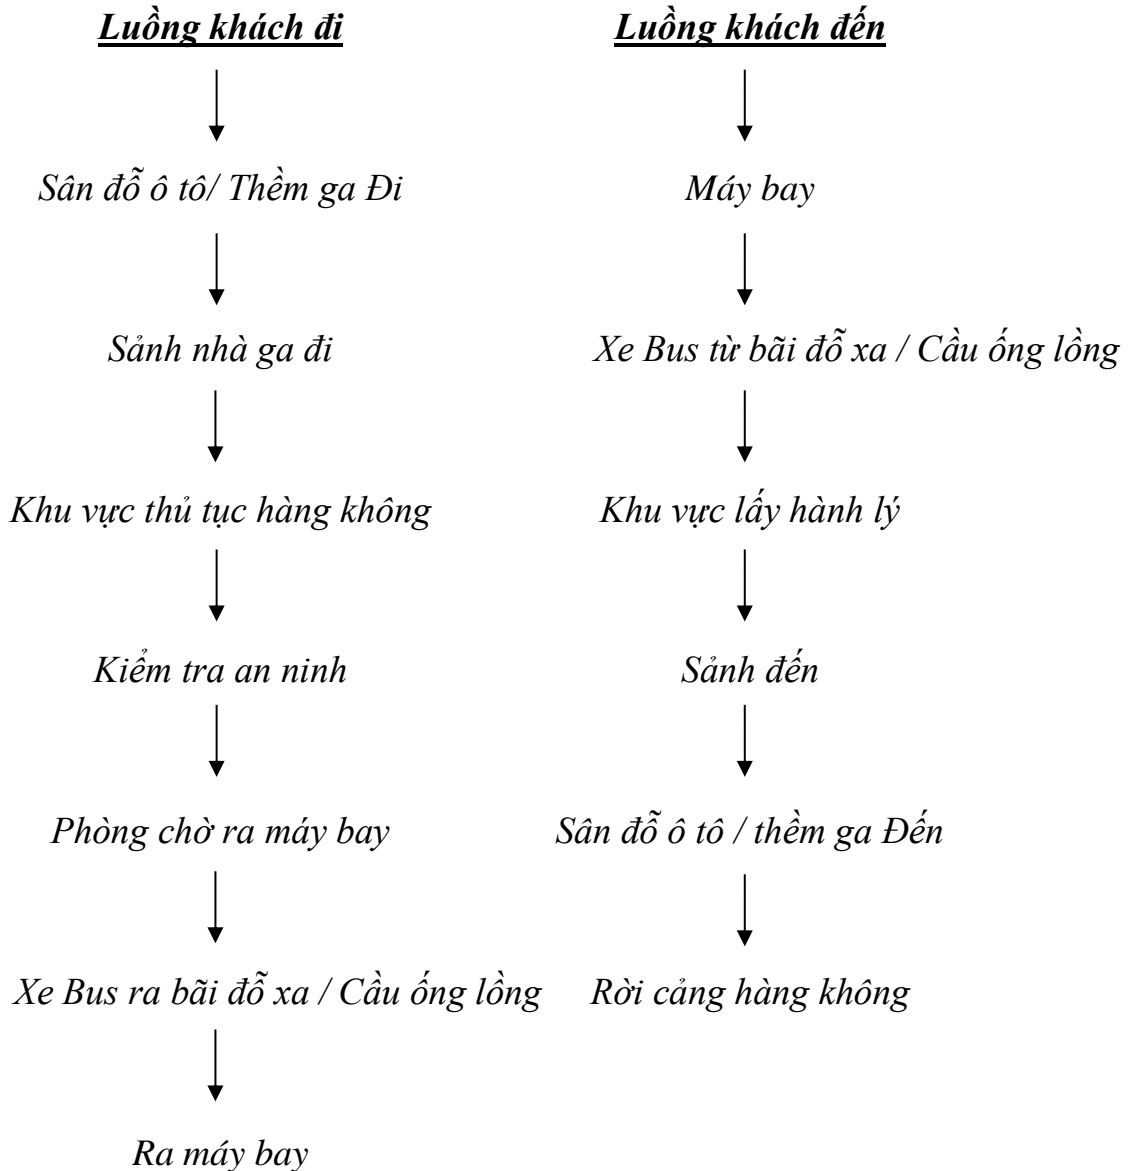 Luồng khách đi
Sân đỗ ô tô/ Thềm ga Đi
Sảnh nhà ga đi
Khu vực thủ tục hàng không
Kiểm tra an ninh
Phòng chờ ra máy bay
Xe Bus ra bãi đỗ xa / Cầu ống lồng
Ra máy bay
Luồng khách đến
Máy bay
Xe Bus từ bãi đỗ xa / Cầu ống lồng
Khu vực lấy hành lý
Sảnh đến
Sân đỗ ô tô / thềm ga Đến
Rời cảng hàng không